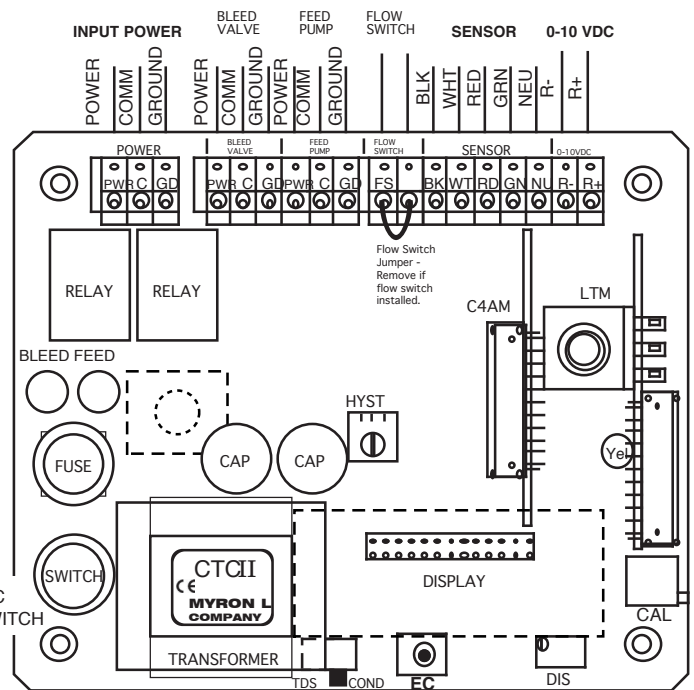 INPUT POWER
BLEED
VALVE
FEED
PUMP
FLOW
SWITCH
SENSOR
0-10 VDC
POWER
COMM
GROUND
POWER
COMM
GROUND
POWER
COMM
GROUND
BLK
WHT
RED
GRN
NEU
R-
R+
POWER
BLEED
VALVE
FEED
PUMP
FLOW
SWITCH
SENSOR
0-10VDC
PWR C GD
PWR C GD PWR C GD
FS
BK WT RD GN NU R- R+
Flow Switch
Jumper -
Remove if
flow switch
installed.
RELAY
RELAY
C4AM
LTM
BLEED FEED
HYST
FUSE
CAP
CAP
Yel
SWITCH
C
WITCH
CTCII
CE
MYRON L
COMPANY
DISPLAY
CAL
TRANSFORMER
TDS
COND
EC
DIS